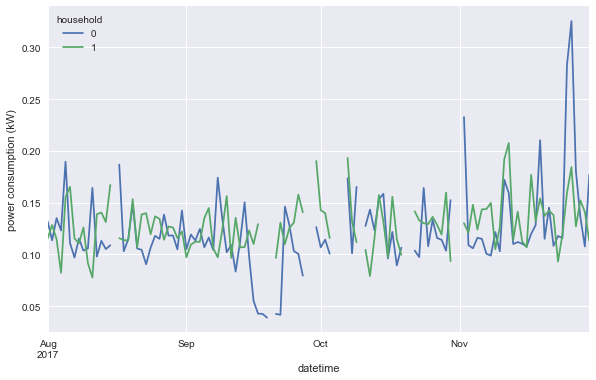 household
0
1
0.30
0.25
0.20
0.15
0.10
0.05
power consumption (kW)
Aug
2017
Sep
Oct
Nov
datetime